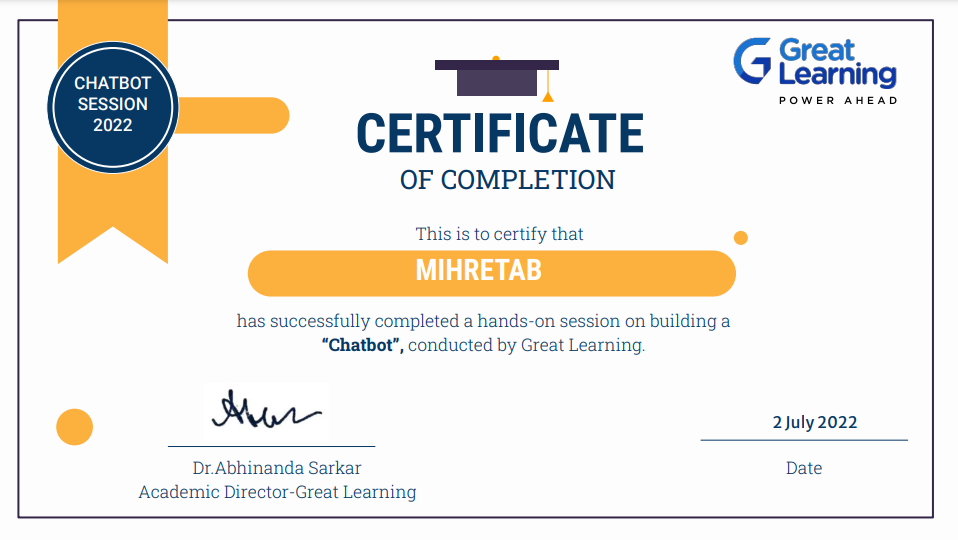 CHATBOT
SESSION
2022
Great
Learning
POWER AHEAD
CERTIFICATE
OF COMPLETION
This is to certify that
MIHRETAB
has successfully completed a hands-on session on building a
“Chatbot”, conducted by Great Learning.
2 July 2022
Dr.Abhinanda Sarkar
Date
Academic Director-Great Learning